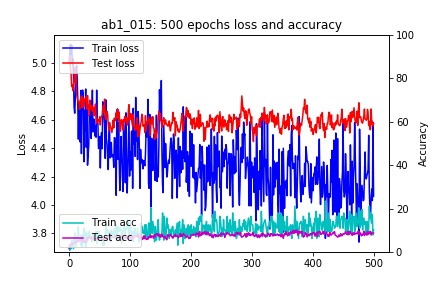 ab1_015: 500 epochs loss and accuracy
Train loss
Test loss
Train acc
Test acc
Loss
5.0
4.8
4.6
4.4
4.2
4.0
3.8
Accuracy
100
80
60
40
20
0
0
100
200
300
400
500